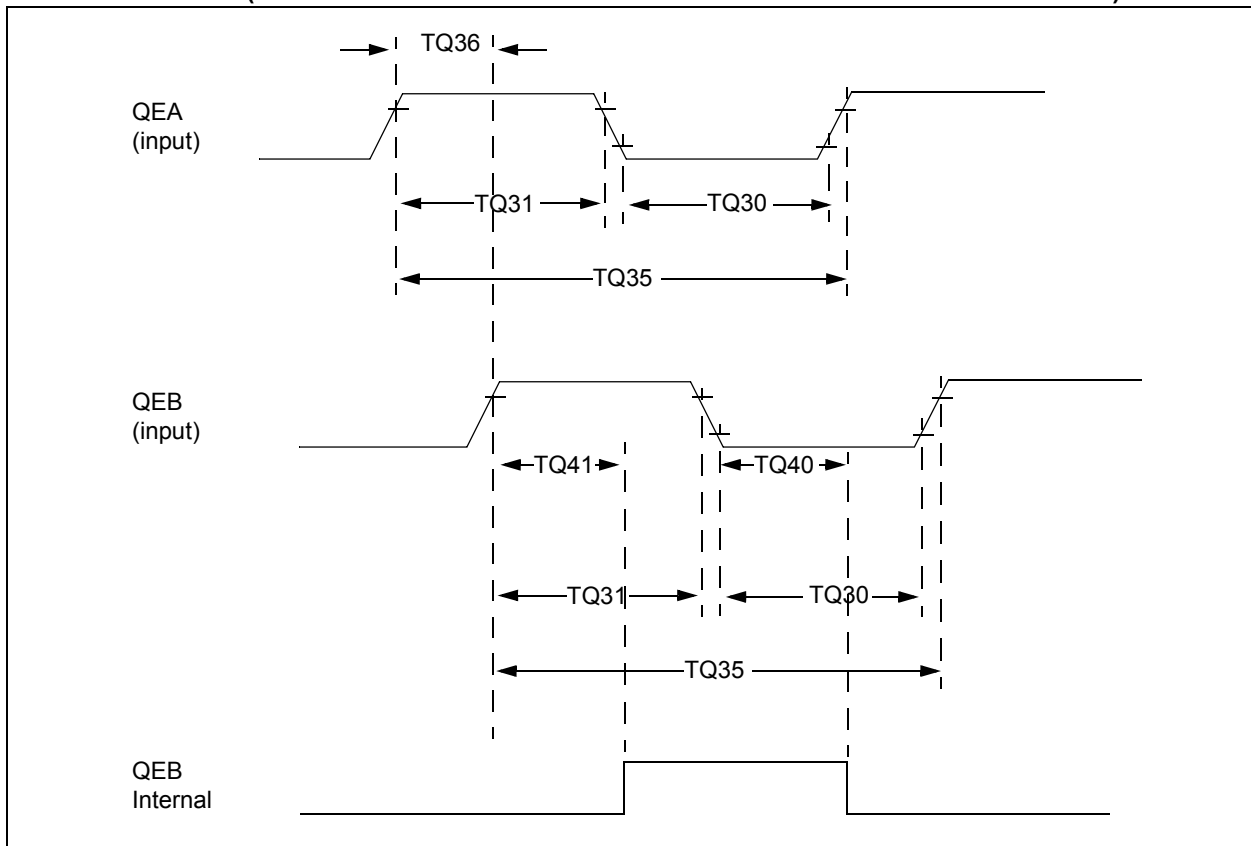 TQ36
QEA
(input)
TQ31
TQ30
TQ35
QEB
(input)
TQ41
TQ40
TQ31
TQ30
TQ35
QEB
Internal